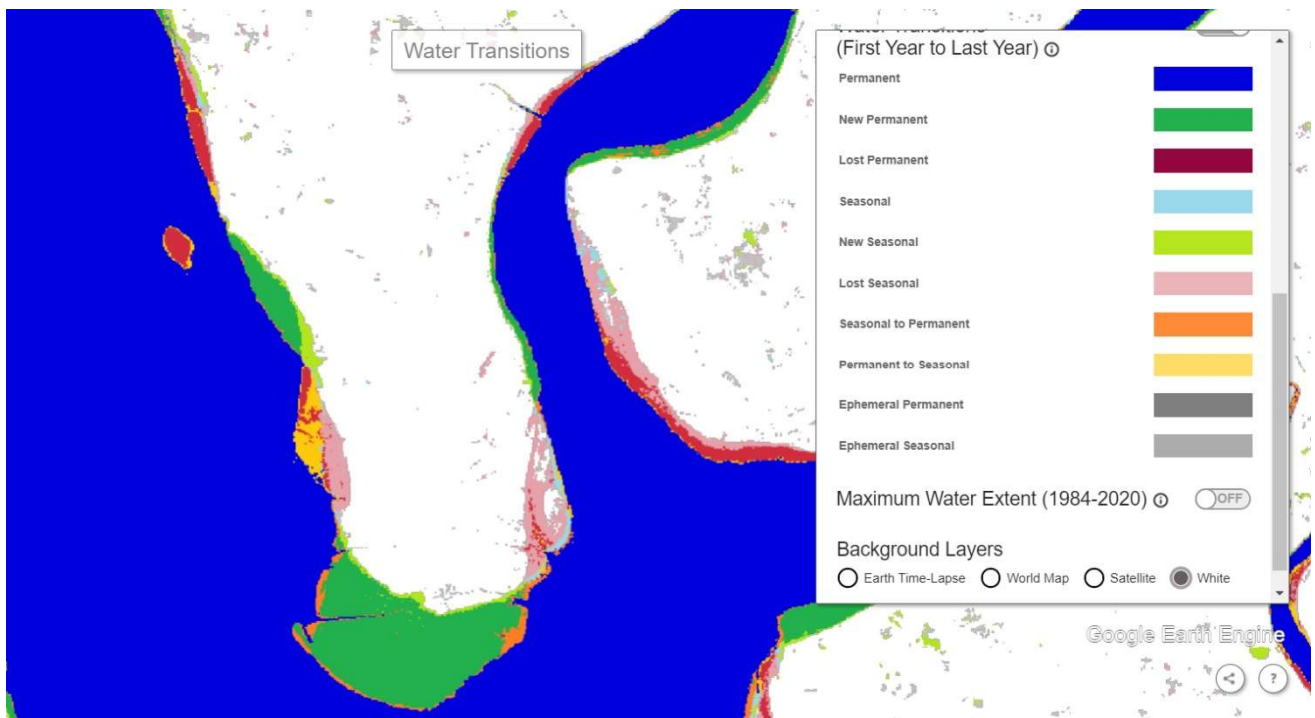 Water Transitions
Water Transitions
(First Year to Last Year)
Permanent
New Permanent
Lost Permanent
Seasonal
New Seasonal
Lost Seasonal
Seasonal to Permanent
Permanent to Seasonal
Ephemeral Permanent
Ephemeral Seasonal
Maximum Water Extent (1984-2020) OFF
Background Layers
Earth Time-Lapse World Map Satellite White
Google Earth Engine
?